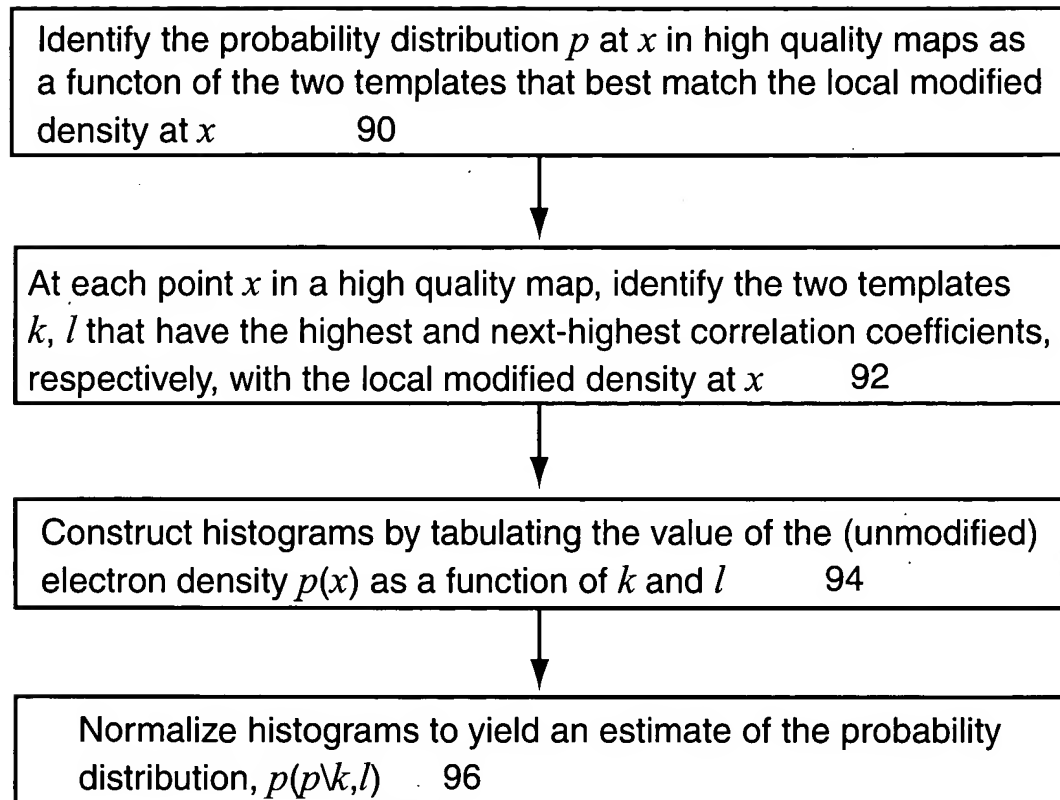 Identify the probability distribution p at x in high quality maps as
a functon of the two templates that best match the local modified
density at x 90
At each point x in a high quality map, identify the two templates
k, l that have the highest and next-highest correlation coefficients,
respectively, with the local modified density at x 92
Construct histograms by tabulating the value of the (unmodified)
electron density p(x) as a function of k and l 94
Normalize histograms to yield an estimate of the probability
distribution, p(p\k,l) 96